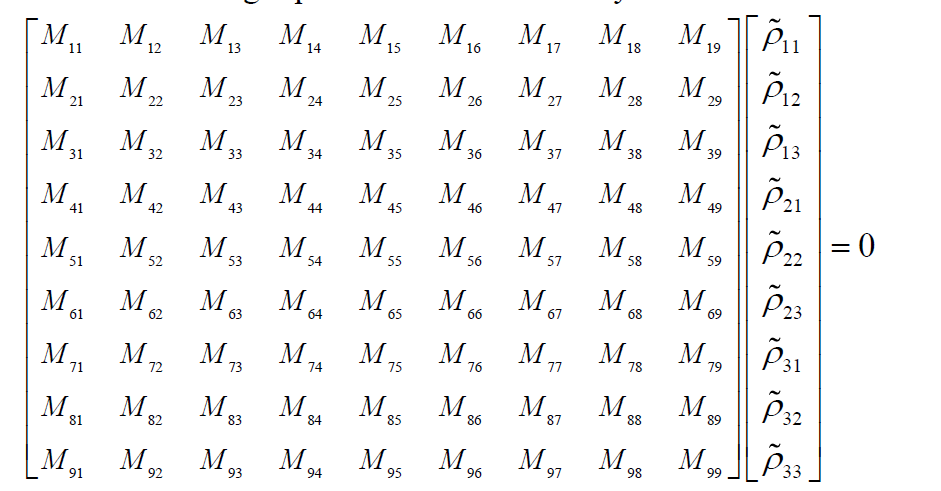 M₁₁ M₁₂ M₁₃ M₁₄ M₁₅ M₁₆ M₁₇ M₁₈ M₁₉ ρ̃₁₁
M₂₁ M₂₂ M₂₃ M₂₄ M₂₅ M₂₆ M₂₇ M₂₈ M₂₉ ρ̃₁₂
M₃₁ M₃₂ M₃₃ M₃₄ M₃₅ M₃₆ M₃₇ M₃₈ M₃₉ ρ̃₁₃
M₄₁ M₄₂ M₄₃ M₄₄ M₄₅ M₄₆ M₄₇ M₄₈ M₄₉ ρ̃₂₁
M₅₁ M₅₂ M₅₃ M₅₄ M₅₅ M₅₆ M₅₇ M₅₈ M₅₉ ρ̃₂₂ = 0
M₆₁ M₆₂ M₆₃ M₆₄ M₆₅ M₆₆ M₆₇ M₆₈ M₆₉ ρ̃₂₃
M₇₁ M₇₂ M₇₃ M₇₄ M₇₅ M₇₆ M₇₇ M₇₈ M₇₉ ρ̃₃₁
M₈₁ M₈₂ M₈₃ M₈₄ M₈₅ M₈₆ M₈₇ M₈₈ M₈₉ ρ̃₃₂
M₉₁ M₉₂ M₉₃ M₉₄ M₉₅ M₉₆ M₉₇ M₉₈ M₉₉ ρ̃₃₃